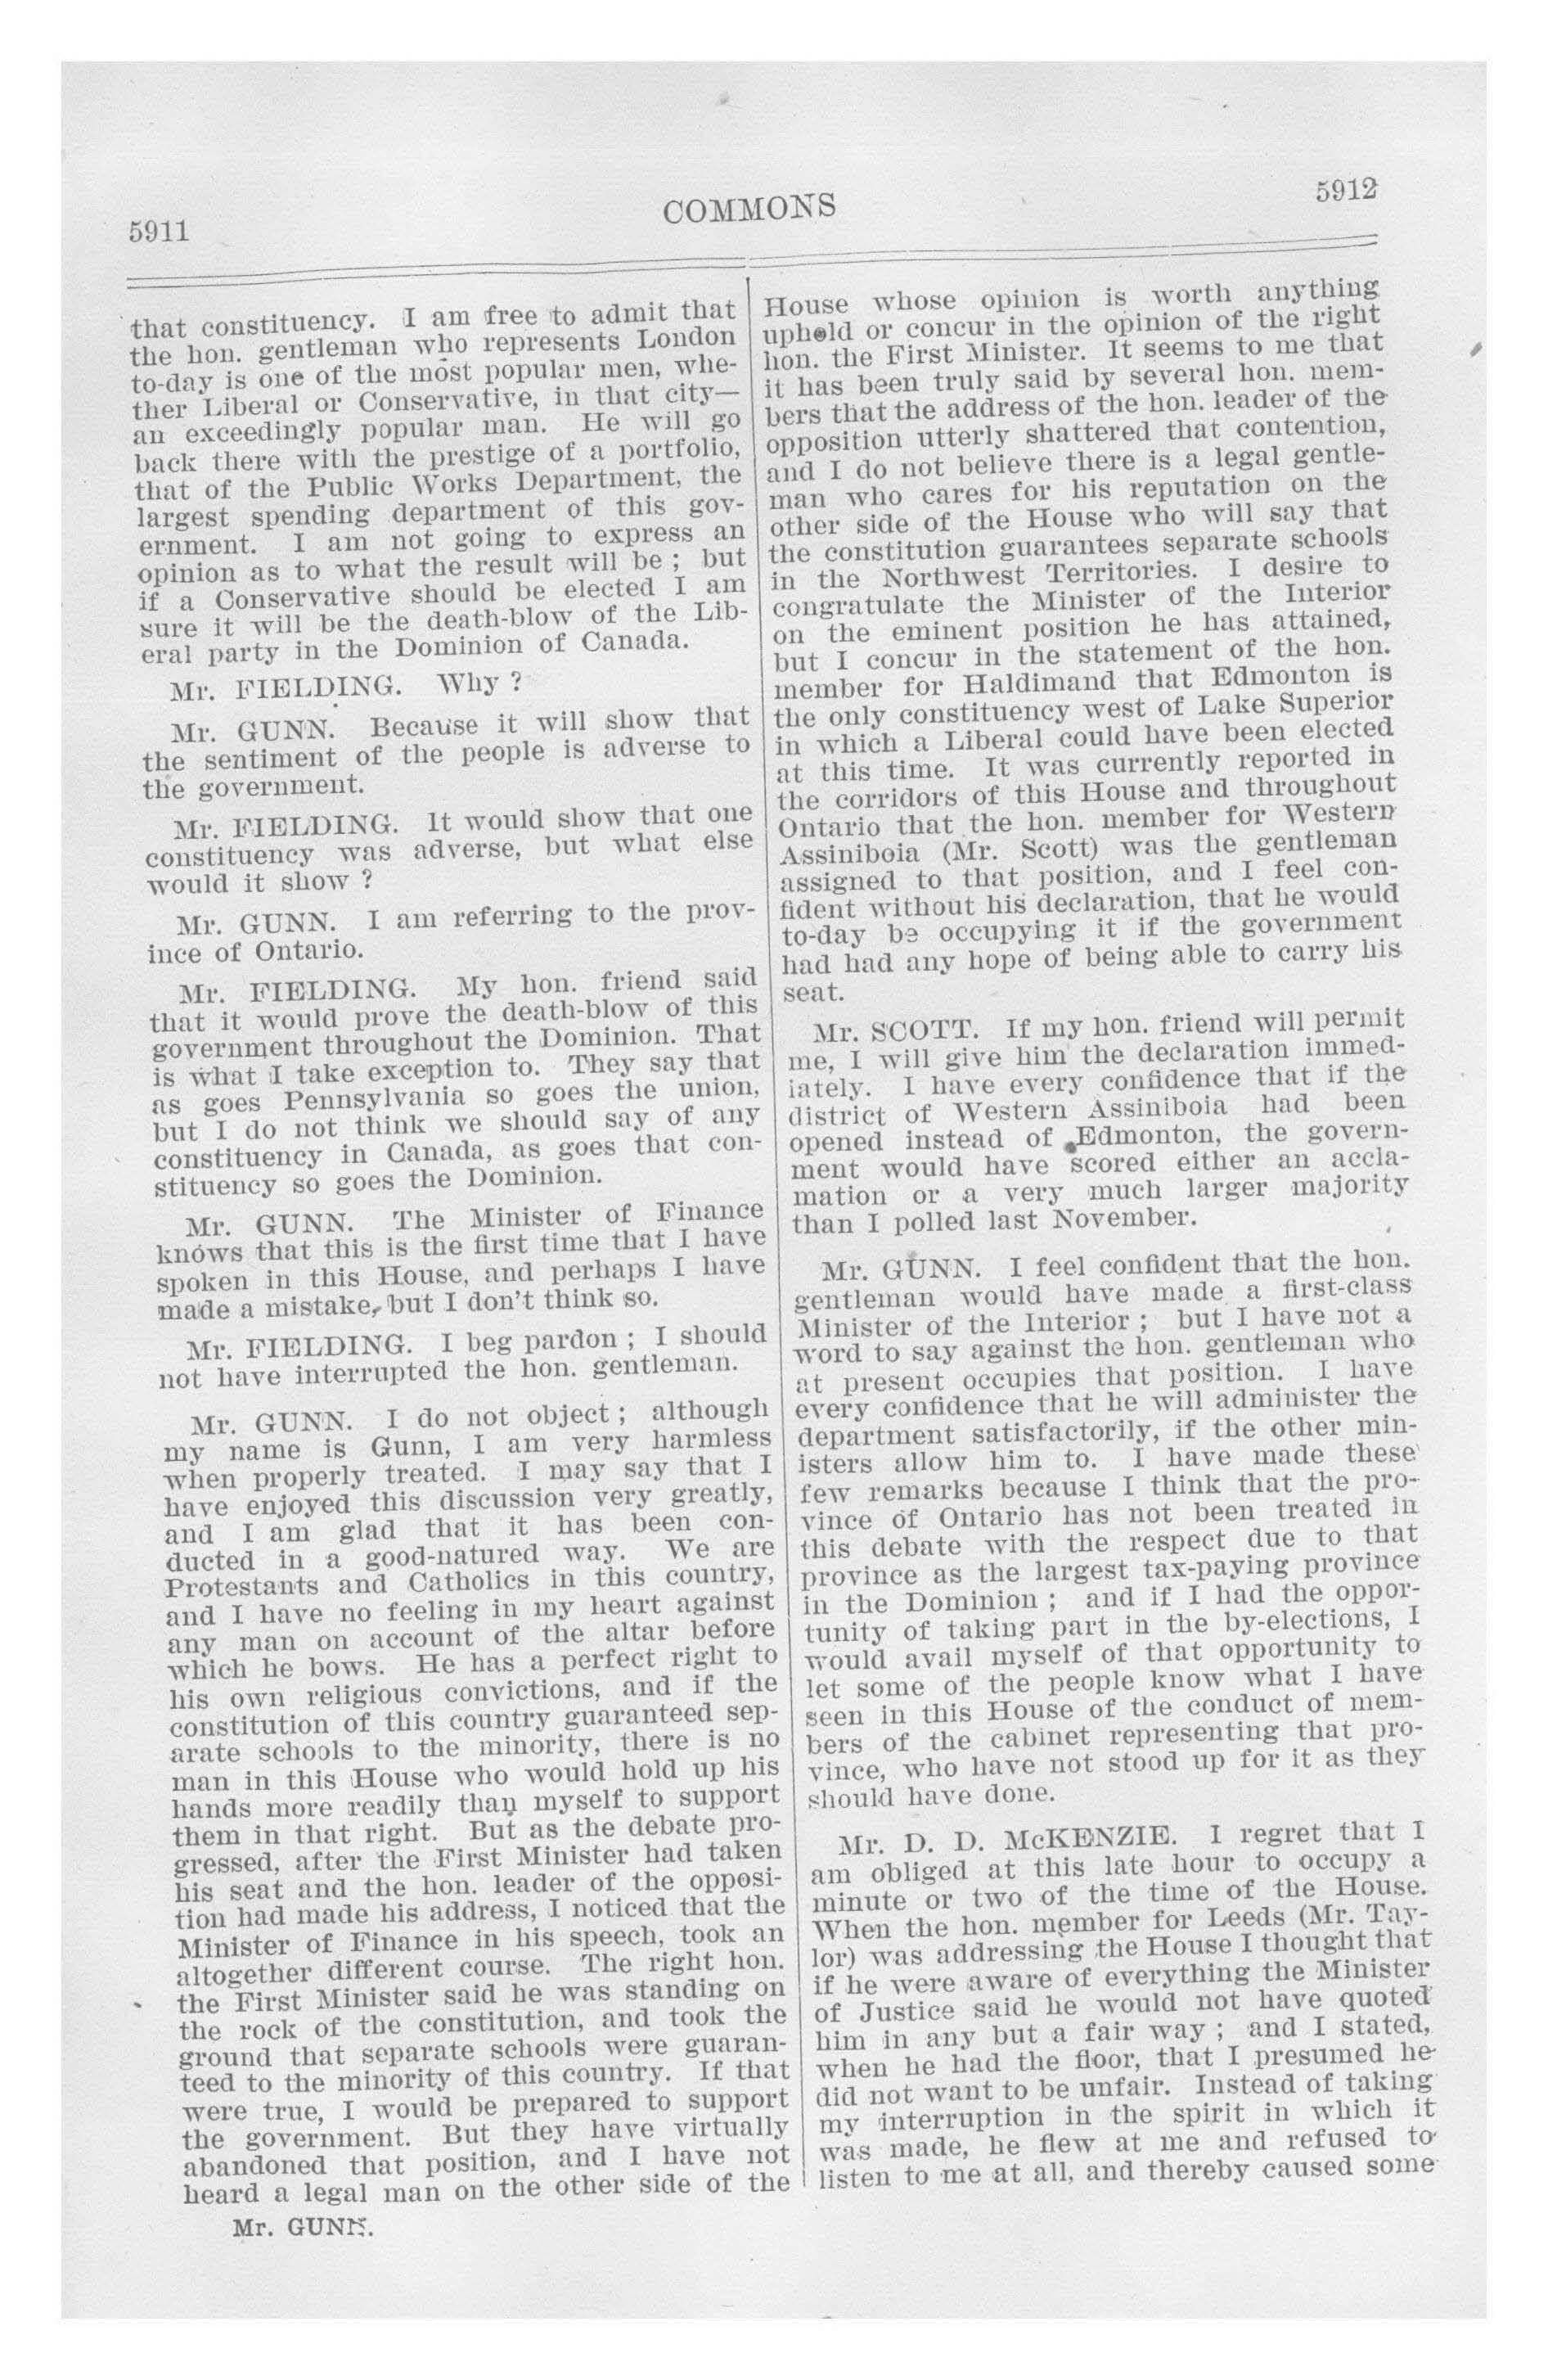 5911
COMMONS
5912
that constituency. I am free to admit that
the hon. gentleman who represents London
to-day is one of the most popular men, whe-
ther Liberal or Conservative, in that city—
an exceedingly popular man. He will go
back there with the prestige of a portfolio,
that of the Public Works Department, the
largest spending department of this gov-
ernment. I am not going to express an
opinion as to what the result will be ; but
if a Conservative should be elected I am
sure it will be the death-blow of the Lib-
eral party in the Dominion of Canada.
Mr. FIELDING. Why ?
Mr. GUNN. Because it will show that
the sentiment of the people is adverse to
the government.
Mr. FIELDING. It would show that one
constituency was adverse, but what else
would it show ?
Mr. GUNN. I am referring to the prov-
ince of Ontario.
Mr. FIELDING. My hon. friend said
that it would prove the death-blow of this
government throughout the Dominion. That
is what I take exception to. They say that
as goes Pennsylvania so goes the union,
but I do not think we should say of any
constituency in Canada, as goes that con-
stituency so goes the Dominion.
Mr. GUNN. The Minister of Finance
knows that this is the first time that I have
spoken in this House, and perhaps I have
made a mistake, but I don't think so.
Mr. FIELDING. I beg pardon ; I should
not have interrupted the hon. gentleman.
Mr. GUNN. I do not object ; although
my name is Gunn, I am very harmless
when properly treated. I may say that I
have enjoyed this discussion very greatly,
and I am glad that it has been con-
ducted in a good-natured way. We are
Protestants and Catholics in this country,
and I have no feeling in my heart against
any man on account of the altar before
which he bows. He has a perfect right to
his own religious convictions, and if the
constitution of this country guaranteed sep-
arate schools to the minority, there is no
man in this House who would hold up his
hands more readily than myself to support
them in that right. But as the debate pro-
gressed, after the First Minister had taken
his seat and the hon. leader of the opposi-
tion had made his address, I noticed that the
Minister of Finance in his speech, took an
altogether different course. The right hon.
the First Minister said he was standing on
the rock of the constitution, and took the
ground that separate schools were guaran-
teed to the minority of this country. If that
were true, I would be prepared to support
the government. But they have virtually
abandoned that position, and I have not
heard a legal man on the other side of the
Mr. GUNN.
House whose opinion is worth anything
uphold or concur in the opinion of the right
hon. the First Minister. It seems to me that
it has been truly said by several hon. mem-
bers that the address of the hon. leader of the
opposition utterly shattered that contention,
and I do not believe there is a legal gentle-
man who cares for his reputation on the
other side of the House who will say that
the constitution guarantees separate schools
in the Northwest Territories. I desire to
congratulate the Minister of the Interior
on the eminent position he has attained,
but I concur in the statement of the hon.
member for Haldimand that Edmonton is
the only constituency west of Lake Superior
in which a Liberal could have been elected
at this time. It was currently reported in
the corridors of this House and throughout
Ontario that the hon. member for Western
Assiniboia (Mr. Scott) was the gentleman
assigned to that position, and I feel con-
fident without his declaration, that he would
to-day be occupying it if the government
had had any hope of being able to carry his
seat.
Mr. SCOTT. If my hon. friend will permit
me, I will give him the declaration immed-
iately. I have every confidence that if the
district of Western Assiniboia had been
opened instead of Edmonton, the govern-
ment would have scored either an accla-
mation or a very much larger majority
than I polled last November.
Mr. GUNN. I feel confident that the hon.
gentleman would have made a first-class
Minister of the Interior ; but I have not a
word to say against the hon. gentleman who
at present occupies that position. I have
every confidence that he will administer the
department satisfactorily, if the other min-
isters allow him to. I have made these
few remarks because I think that the pro-
vince of Ontario has not been treated in
this debate with the respect due to that
province as the largest tax-paying province
in the Dominion ; and if I had the oppor-
tunity of taking part in the by-elections, I
would avail myself of that opportunity to
let some of the people know what I have
seen in this House of the conduct of mem-
bers of the cabinet representing that pro-
vince, who have not stood up for it as they
should have done.
Mr. D. D. McKENZIE. I regret that I
am obliged at this late hour to occupy a
minute or two of the time of the House.
When the hon. member for Leeds (Mr. Tay-
lor) was addressing the House I thought that
if he were aware of everything the Minister
of Justice said he would not have quoted
him in any but a fair way ; and I stated,
when he had the floor, that I presumed he
did not want to be unfair. Instead of taking
my interruption in the spirit in which it
was made, he flew at me and refused to
listen to me at all, and thereby caused some